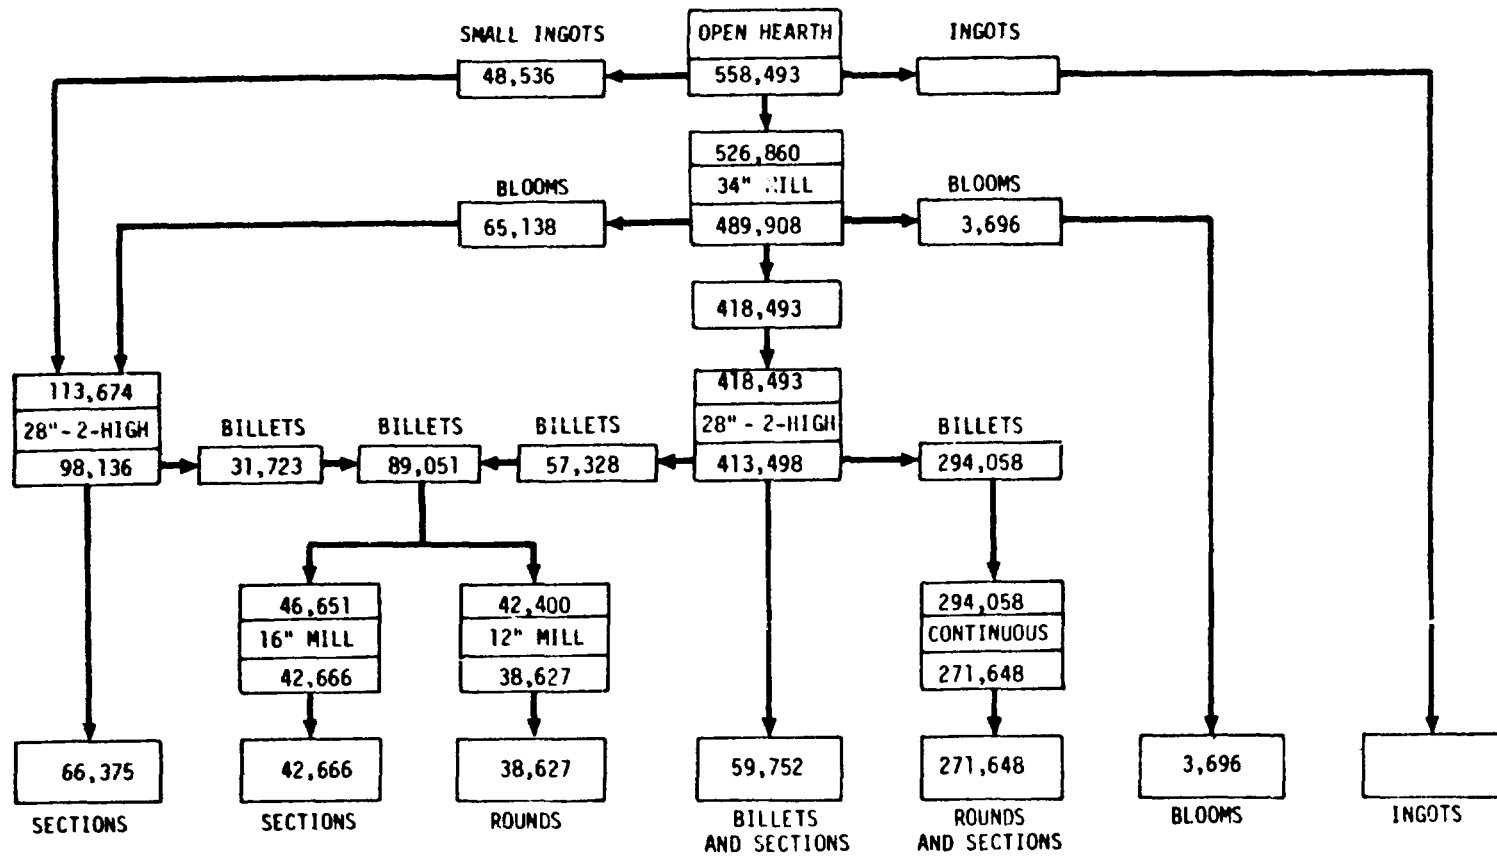 SMALL INGOTS
OPEN HEARTH
INGOTS
48,536
558,493
526,860
34" MILL
BLOOMS
BLOOMS
65,138
489,908
3,696
418,493
113,674
418,493
28"-2-HIGH
BILLETS
BILLETS
BILLETS
28"-2-HIGH
BILLETS
98,136
31,723
89,051
57,328
413,498
294,058
46,651
42,400
294,058
16" MILL
12" MILL
CONTINUOUS
42,666
38,627
271,648
66,375
42,666
38,627
59,752
271,648
3,696
SECTIONS
SECTIONS
ROUNDS
BILLETS
AND SECTIONS
ROUNDS
AND SECTIONS
BLOOMS
INGOTS